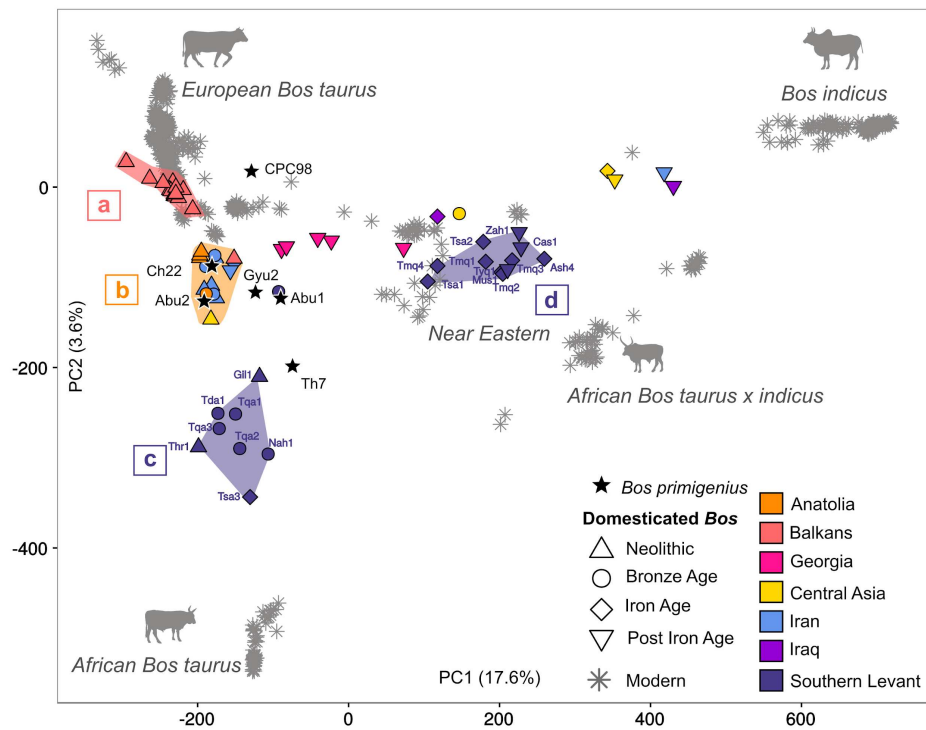 European Bos taurus
Bos indicus
CPC98
0
a
Zah1
Tsa2
Cas1
Ch22
Gyu2
Tmq4
Tmq1
Tyq1
Tmq3
Ash4
b
Abu2
Abu1
Tsa1
Mus1
Tmq2
d
Near Eastern
PC2 (3.6%)
-200
Th7
Gil1
African Bos taurus x indicus
Tda1
Tqa1
Tqa3
Thr1
Tqa2
Nah1
c
Tsa3
Bos primigenius
Domesticated Bos
Neolithic
Bronze Age
Iron Age
Post Iron Age
Modern
Anatolia
Balkans
Georgia
Central Asia
Iran
Iraq
Southern Levant
-400
African Bos taurus
PC1 (17.6%)
-200
0
200
400
600